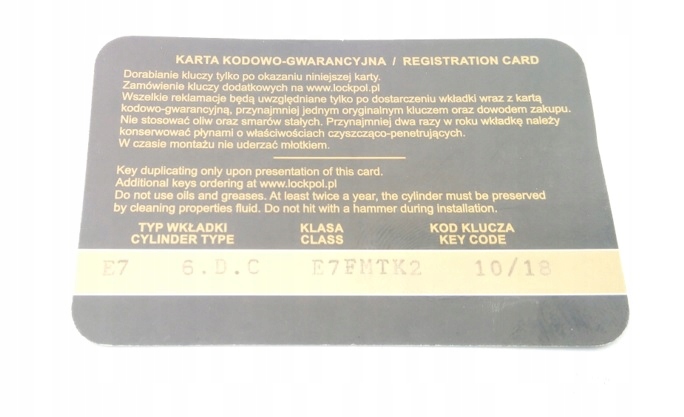 KARTA KODOWO-GWARANCYJNA / REGISTRATION CARD
Dorabianie kluczy tylko po okazaniu niniejszej karty.
Zamówienie kluczy dodatkowych na www.lockpol.pl
Wszelkie reklamacje będą uwzględniane tylko po dostarczeniu wkładki wraz z kartą
kodowo-gwarancyjną, przynajmniej jednym oryginalnym kluczem oraz dowodem zakupu.
Nie stosować oliw oraz smarów stałych. Przynajmniej dwa razy w roku wkładkę należy
konserwować płynami o właściwościach czyszcząco-penetrujących.
W czasie montażu nie uderzać młotkiem.
Key duplicating only upon presentation of this card.
Additional keys ordering at www.lockpol.pl
Do not use oils and greases. At least twice a year, the cylinder must be preserved
by cleaning properties fluid. Do not hit with a hammer during installation.
TYP WKŁADKI KLASA KOD KLUCZA
CYLINDER TYPE CLASS KEY CODE
E7 6.D.C E7FMTK2 10/18